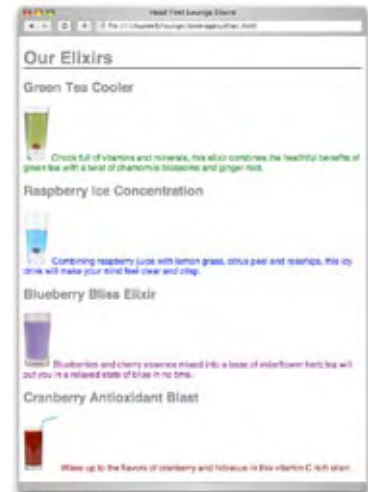 Head First Lounge Elixirs
Our Elixirs
Green Tea Cooler
Chock full of vitamins and minerals, this elixir combines the healthful benefits of
green tea with a twist of chamomile blossoms and ginger root.
Raspberry Ice Concentration
Combining raspberry juice with lemon grass, citrus peel and rosehips, this icy
drink will make your mind feel clear and crisp.
Blueberry Bliss Elixir
Blueberries and cherry essence mixed into a base of elderflower herb tea will
put you in a relaxed state of bliss in no time.
Cranberry Antioxidant Blast
Wake up to the flavors of cranberry and hibiscus in this vitamin C rich elixir.